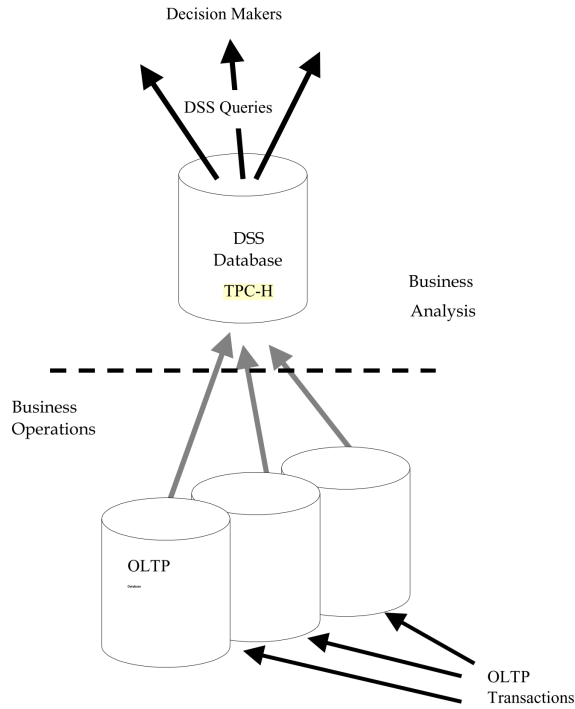 Decision Makers
DSS Queries
DSS
Database
TPC-H
Business
Analysis
Business
Operations
OLTP
Database
OLTP
Transactions